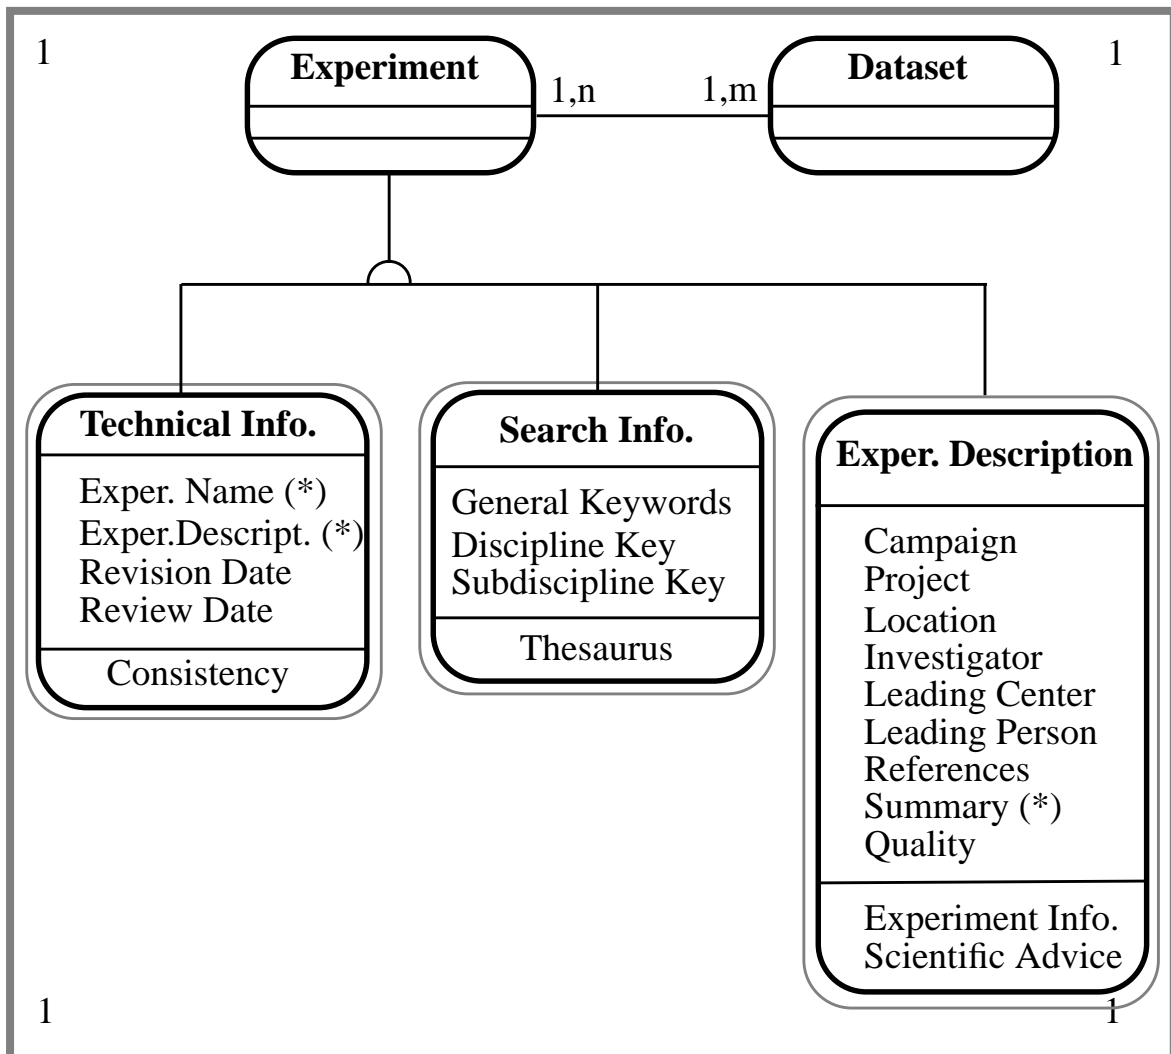 1
1
Experiment
Dataset
1,n
1,m
Technical Info.
Exper. Name (*)
Exper.Descript. (*)
Revision Date
Review Date
Consistency
Search Info.
General Keywords
Discipline Key
Subdiscipline Key
Thesaurus
Exper. Description
Campaign
Project
Location
Investigator
Leading Center
Leading Person
References
Summary (*)
Quality
Experiment Info.
Scientific Advice
1
1